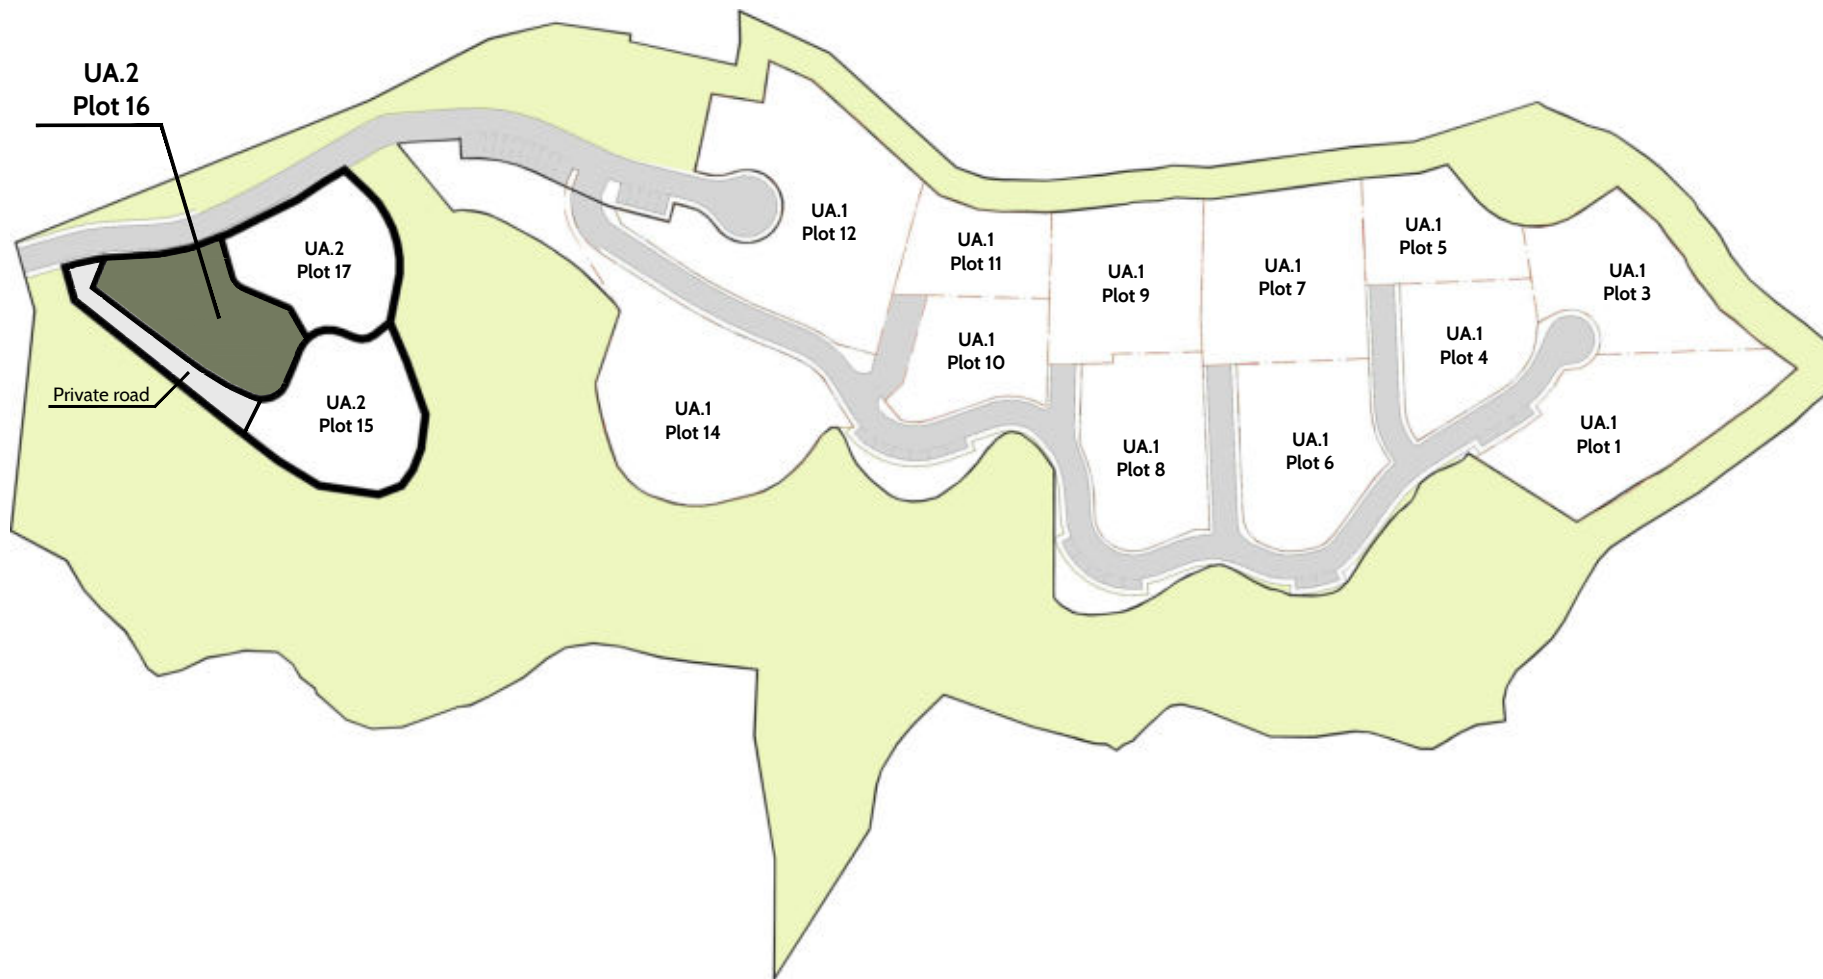 UA.2
Plot 16
UA.2
Plot 17
UA.2
Plot 15
Private road
UA.1
Plot 12
UA.1
Plot 11
UA.1
Plot 10
UA.1
Plot 14
UA.1
Plot 9
UA.1
Plot 8
UA.1
Plot 7
UA.1
Plot 6
UA.1
Plot 5
UA.1
Plot 4
UA.1
Plot 3
UA.1
Plot 1